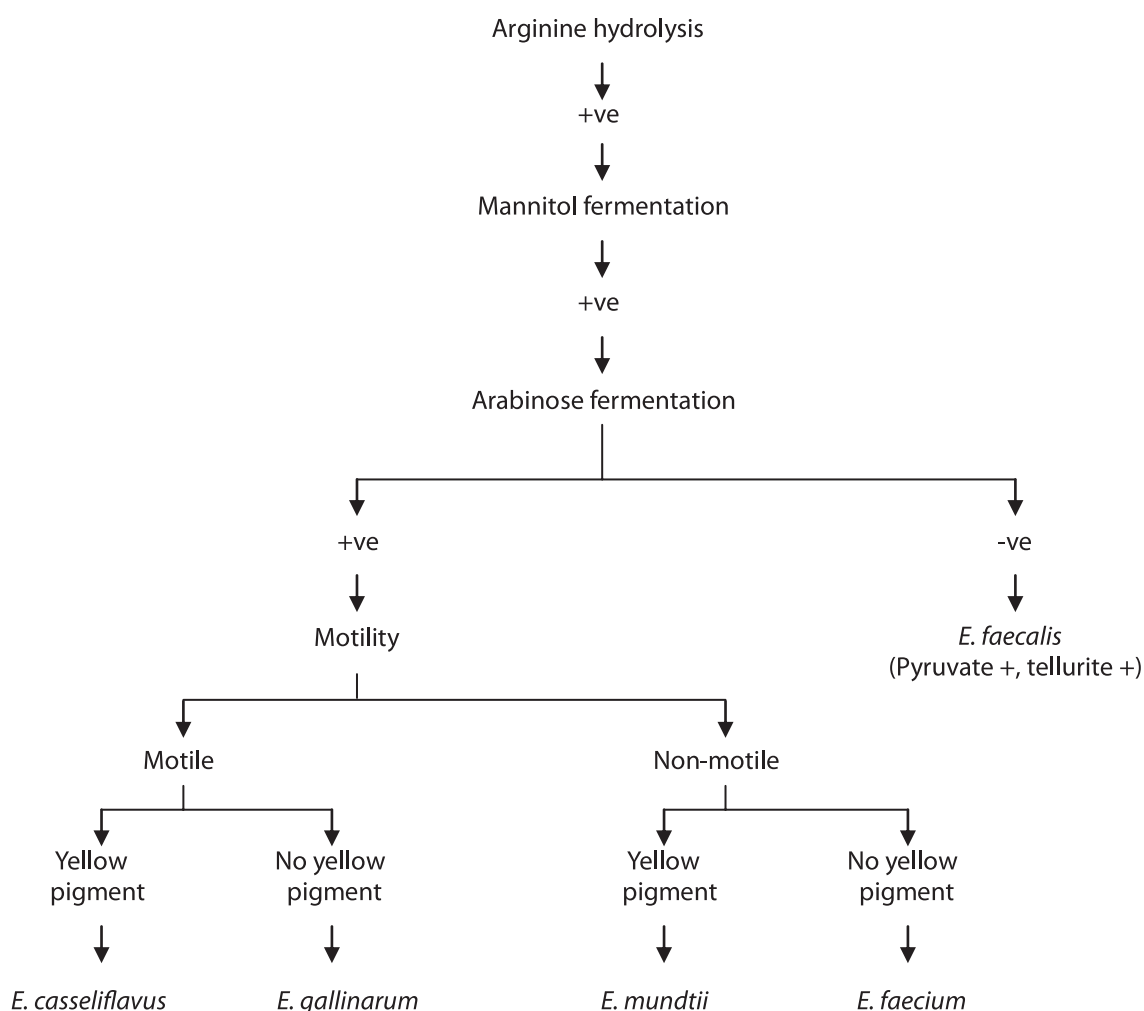 Arginine hydrolysis
+ve
Mannitol fermentation
+ve
Arabinose fermentation
+ve
-ve
Motility
E. faecalis
(Pyruvate +, tellurite +)
Motile
Non-motile
Yellow
pigment
No yellow
pigment
Yellow
pigment
No yellow
pigment
E. casseliflavus
E. gallinarum
E. mundtii
E. faecium